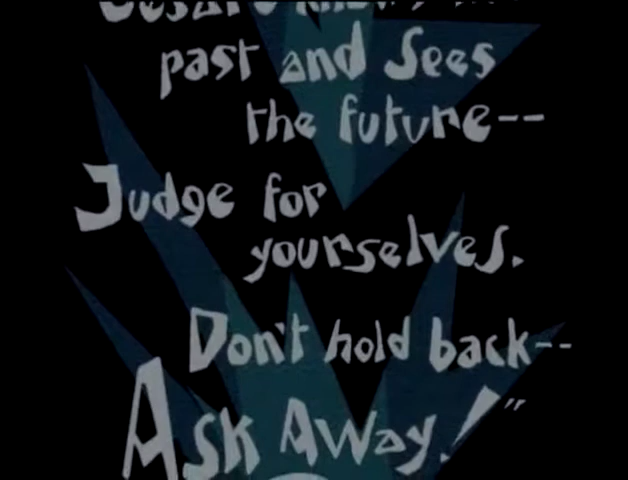 past and Sees
the future--
Judge for
yourselves.
Don't hold back--
Ask Away!"